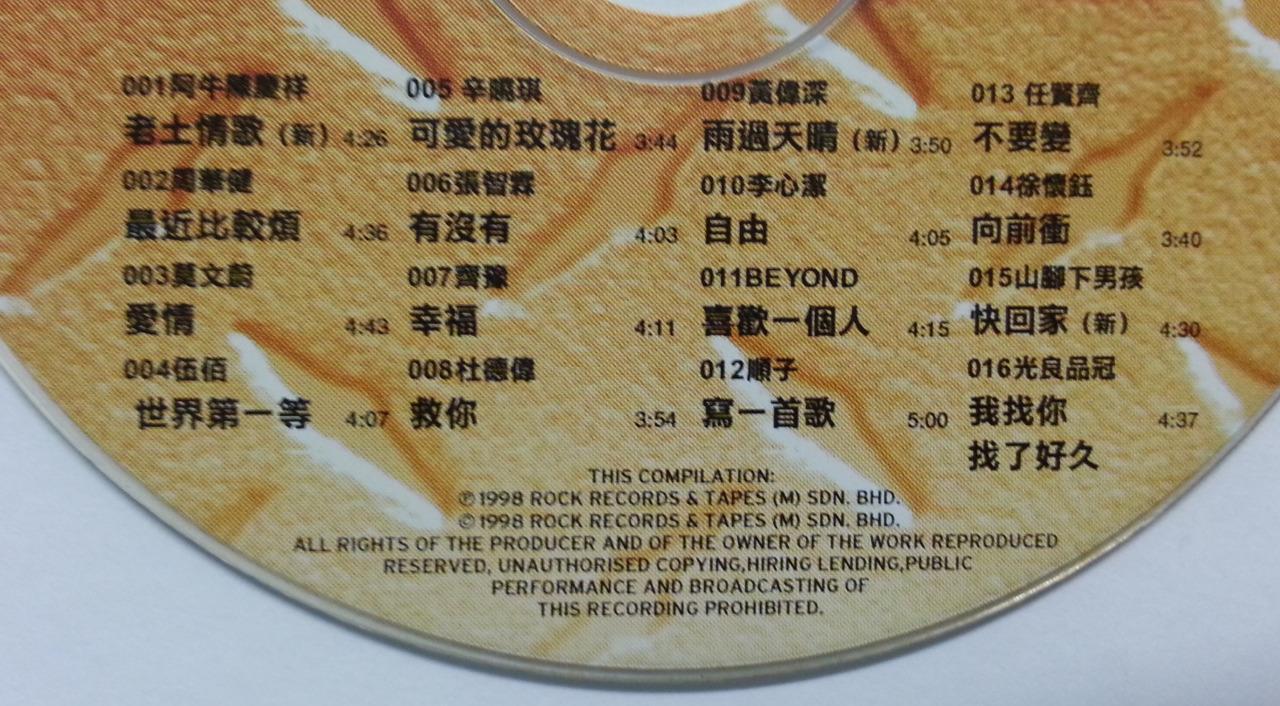 001阿牛陳慶祥
老土情歌（新） 4:26
002周華健
最近比較煩 4:36
003莫文蔚
愛情 4:43
004伍佰
世界第一等 4:07
005 辛曉琪
可愛的玫瑰花 3:44
006張智霖
有沒有 4:03
007齊豫
幸福 4:11
008杜德偉
救你 3:54
009黃偉深
雨過天晴（新） 3:50
010李心潔
自由 4:05
011BEYOND
喜歡一個人 4:15
012順子
寫一首歌 5:00
013 任賢齊
不要變 3:52
014徐懷鈺
向前衝 3:40
015山腳下男孩
快回家（新） 4:30
016光良品冠
我找你 4:37
找了好久
THIS COMPILATION:
℗1998 ROCK RECORDS & TAPES (M) SDN. BHD.
©1998 ROCK RECORDS & TAPES (M) SDN. BHD.
ALL RIGHTS OF THE PRODUCER AND OF THE OWNER OF THE WORK REPRODUCED
RESERVED, UNAUTHORISED COPYING,HIRING LENDING,PUBLIC
PERFORMANCE AND BROADCASTING OF
THIS RECORDING PROHIBITED.